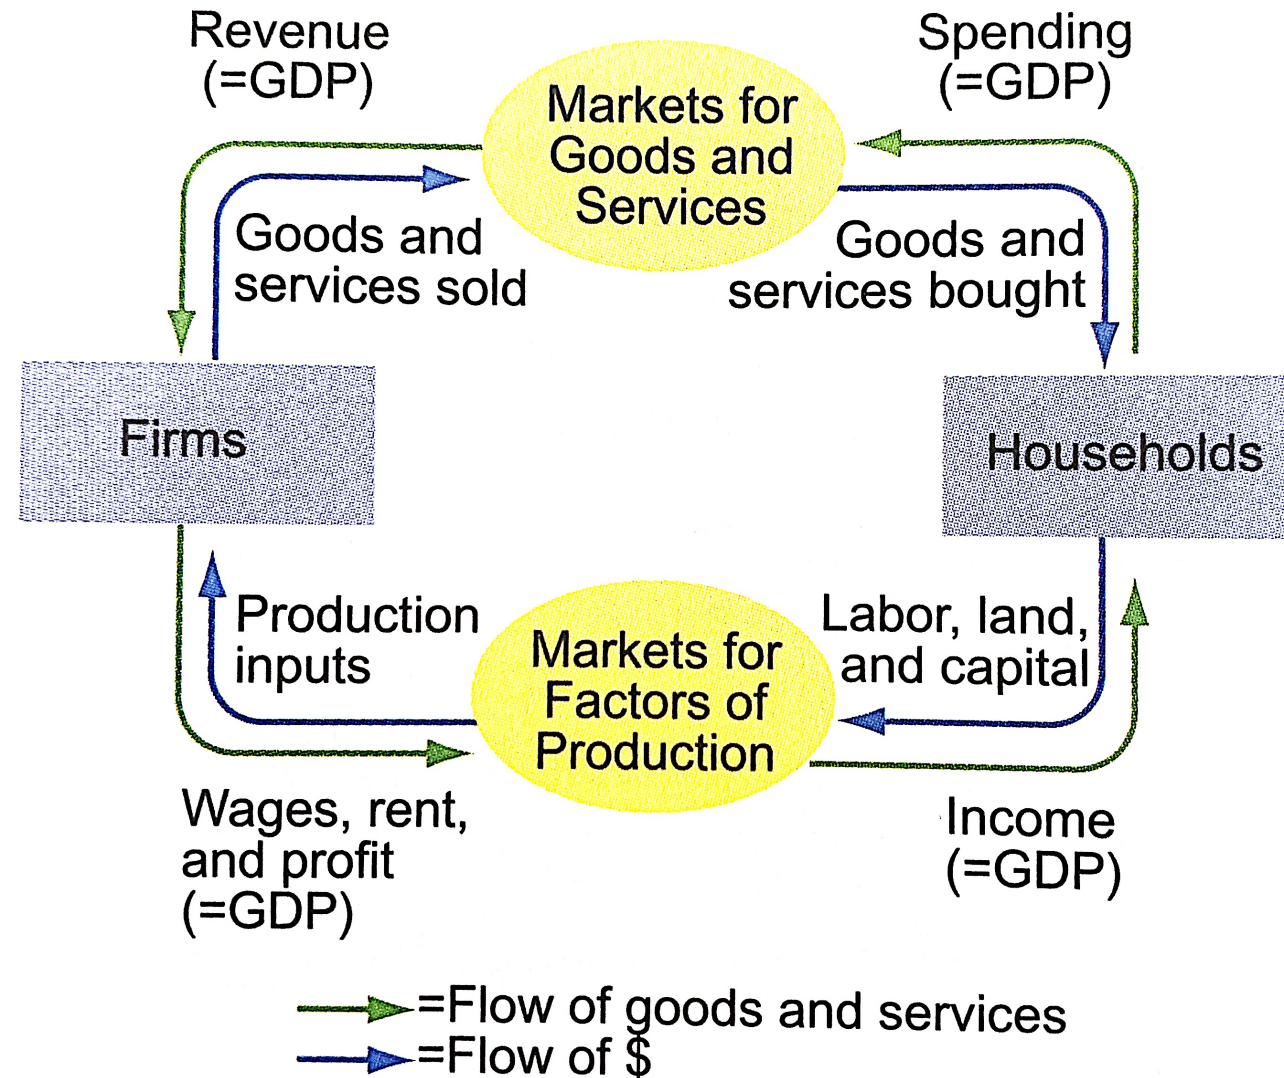 Revenue
(=GDP)
Spending
(=GDP)
Markets for
Goods and
Services
Goods and
services sold
Goods and
services bought
Firms
Households
Production
inputs
Markets for
Factors of
Production
Labor, land,
and capital
Wages, rent,
and profit
(=GDP)
Income
(=GDP)
=Flow of goods and services
=Flow of $